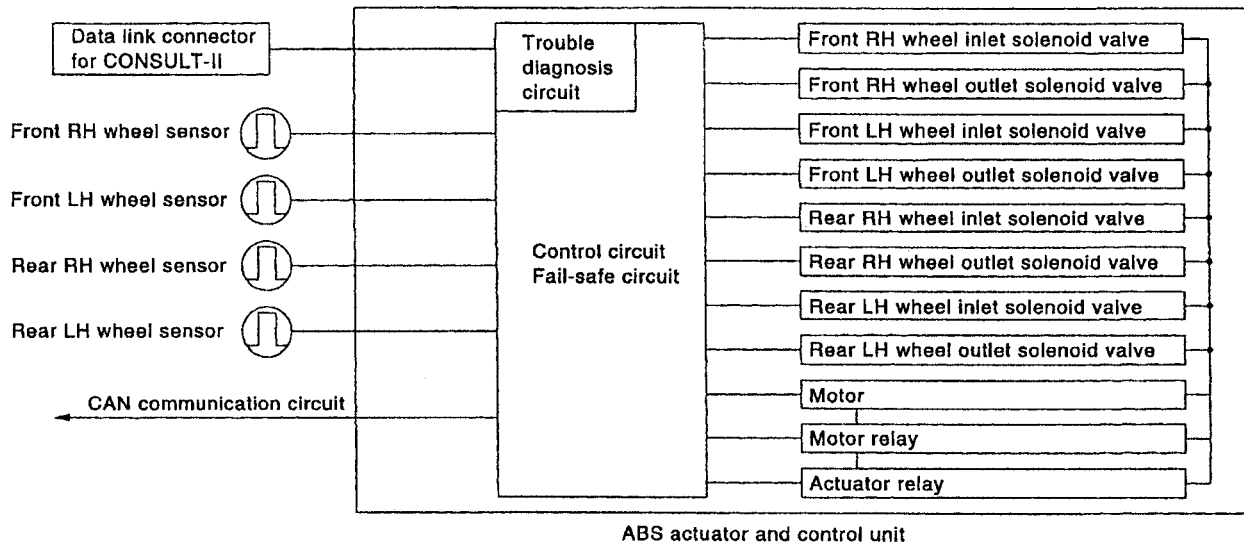 Data link connector
for CONSULT-II
Front RH wheel sensor
Front LH wheel sensor
Rear RH wheel sensor
Rear LH wheel sensor
CAN communication circuit
Trouble
diagnosis
circuit
Control circuit
Fail-safe circuit
Front RH wheel inlet solenoid valve
Front RH wheel outlet solenoid valve
Front LH wheel inlet solenoid valve
Front LH wheel outlet solenoid valve
Rear RH wheel inlet solenoid valve
Rear RH wheel outlet solenoid valve
Rear LH wheel inlet solenoid valve
Rear LH wheel outlet solenoid valve
Motor
Motor relay
Actuator relay
ABS actuator and control unit